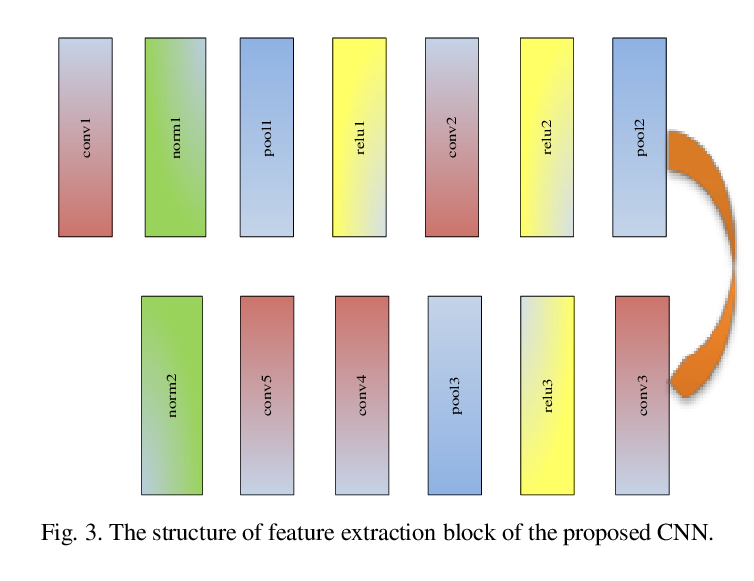 conv1
norm1
pool1
relu1
conv2
relu2
pool2
norm2
conv5
conv4
pool3
relu3
conv3
Fig. 3. The structure of feature extraction block of the proposed CNN.